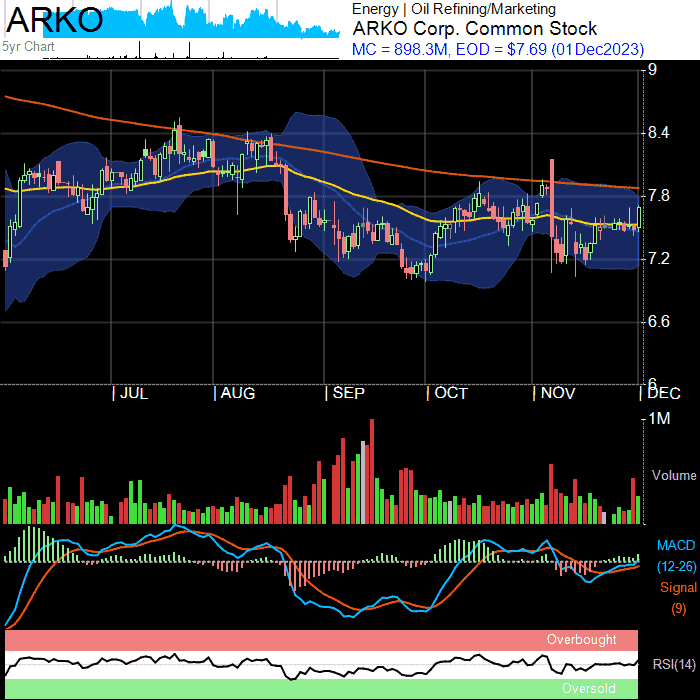 ARKO
5yr Chart
Energy | Oil Refining/Marketing
ARKO Corp. Common Stock
MC = 898.3M, EOD = $7.69 (01Dec2023)
9
8.4
7.8
7.2
6.6
6
| JUL | AUG | SEP | OCT | NOV | DEC
1M
Volume
MACD
(12-26)
Signal
(9)
Overbought
RSI(14)
Oversold